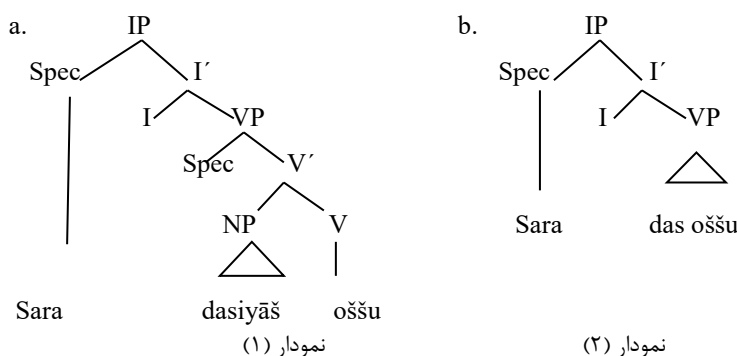 a. IP b. IP
Spec I´ Spec I´
I VP I VP
Spec V´
NP V
Sara das oššu
Sara dasiyāš oššu
نمودار (۱) نمودار (۲)